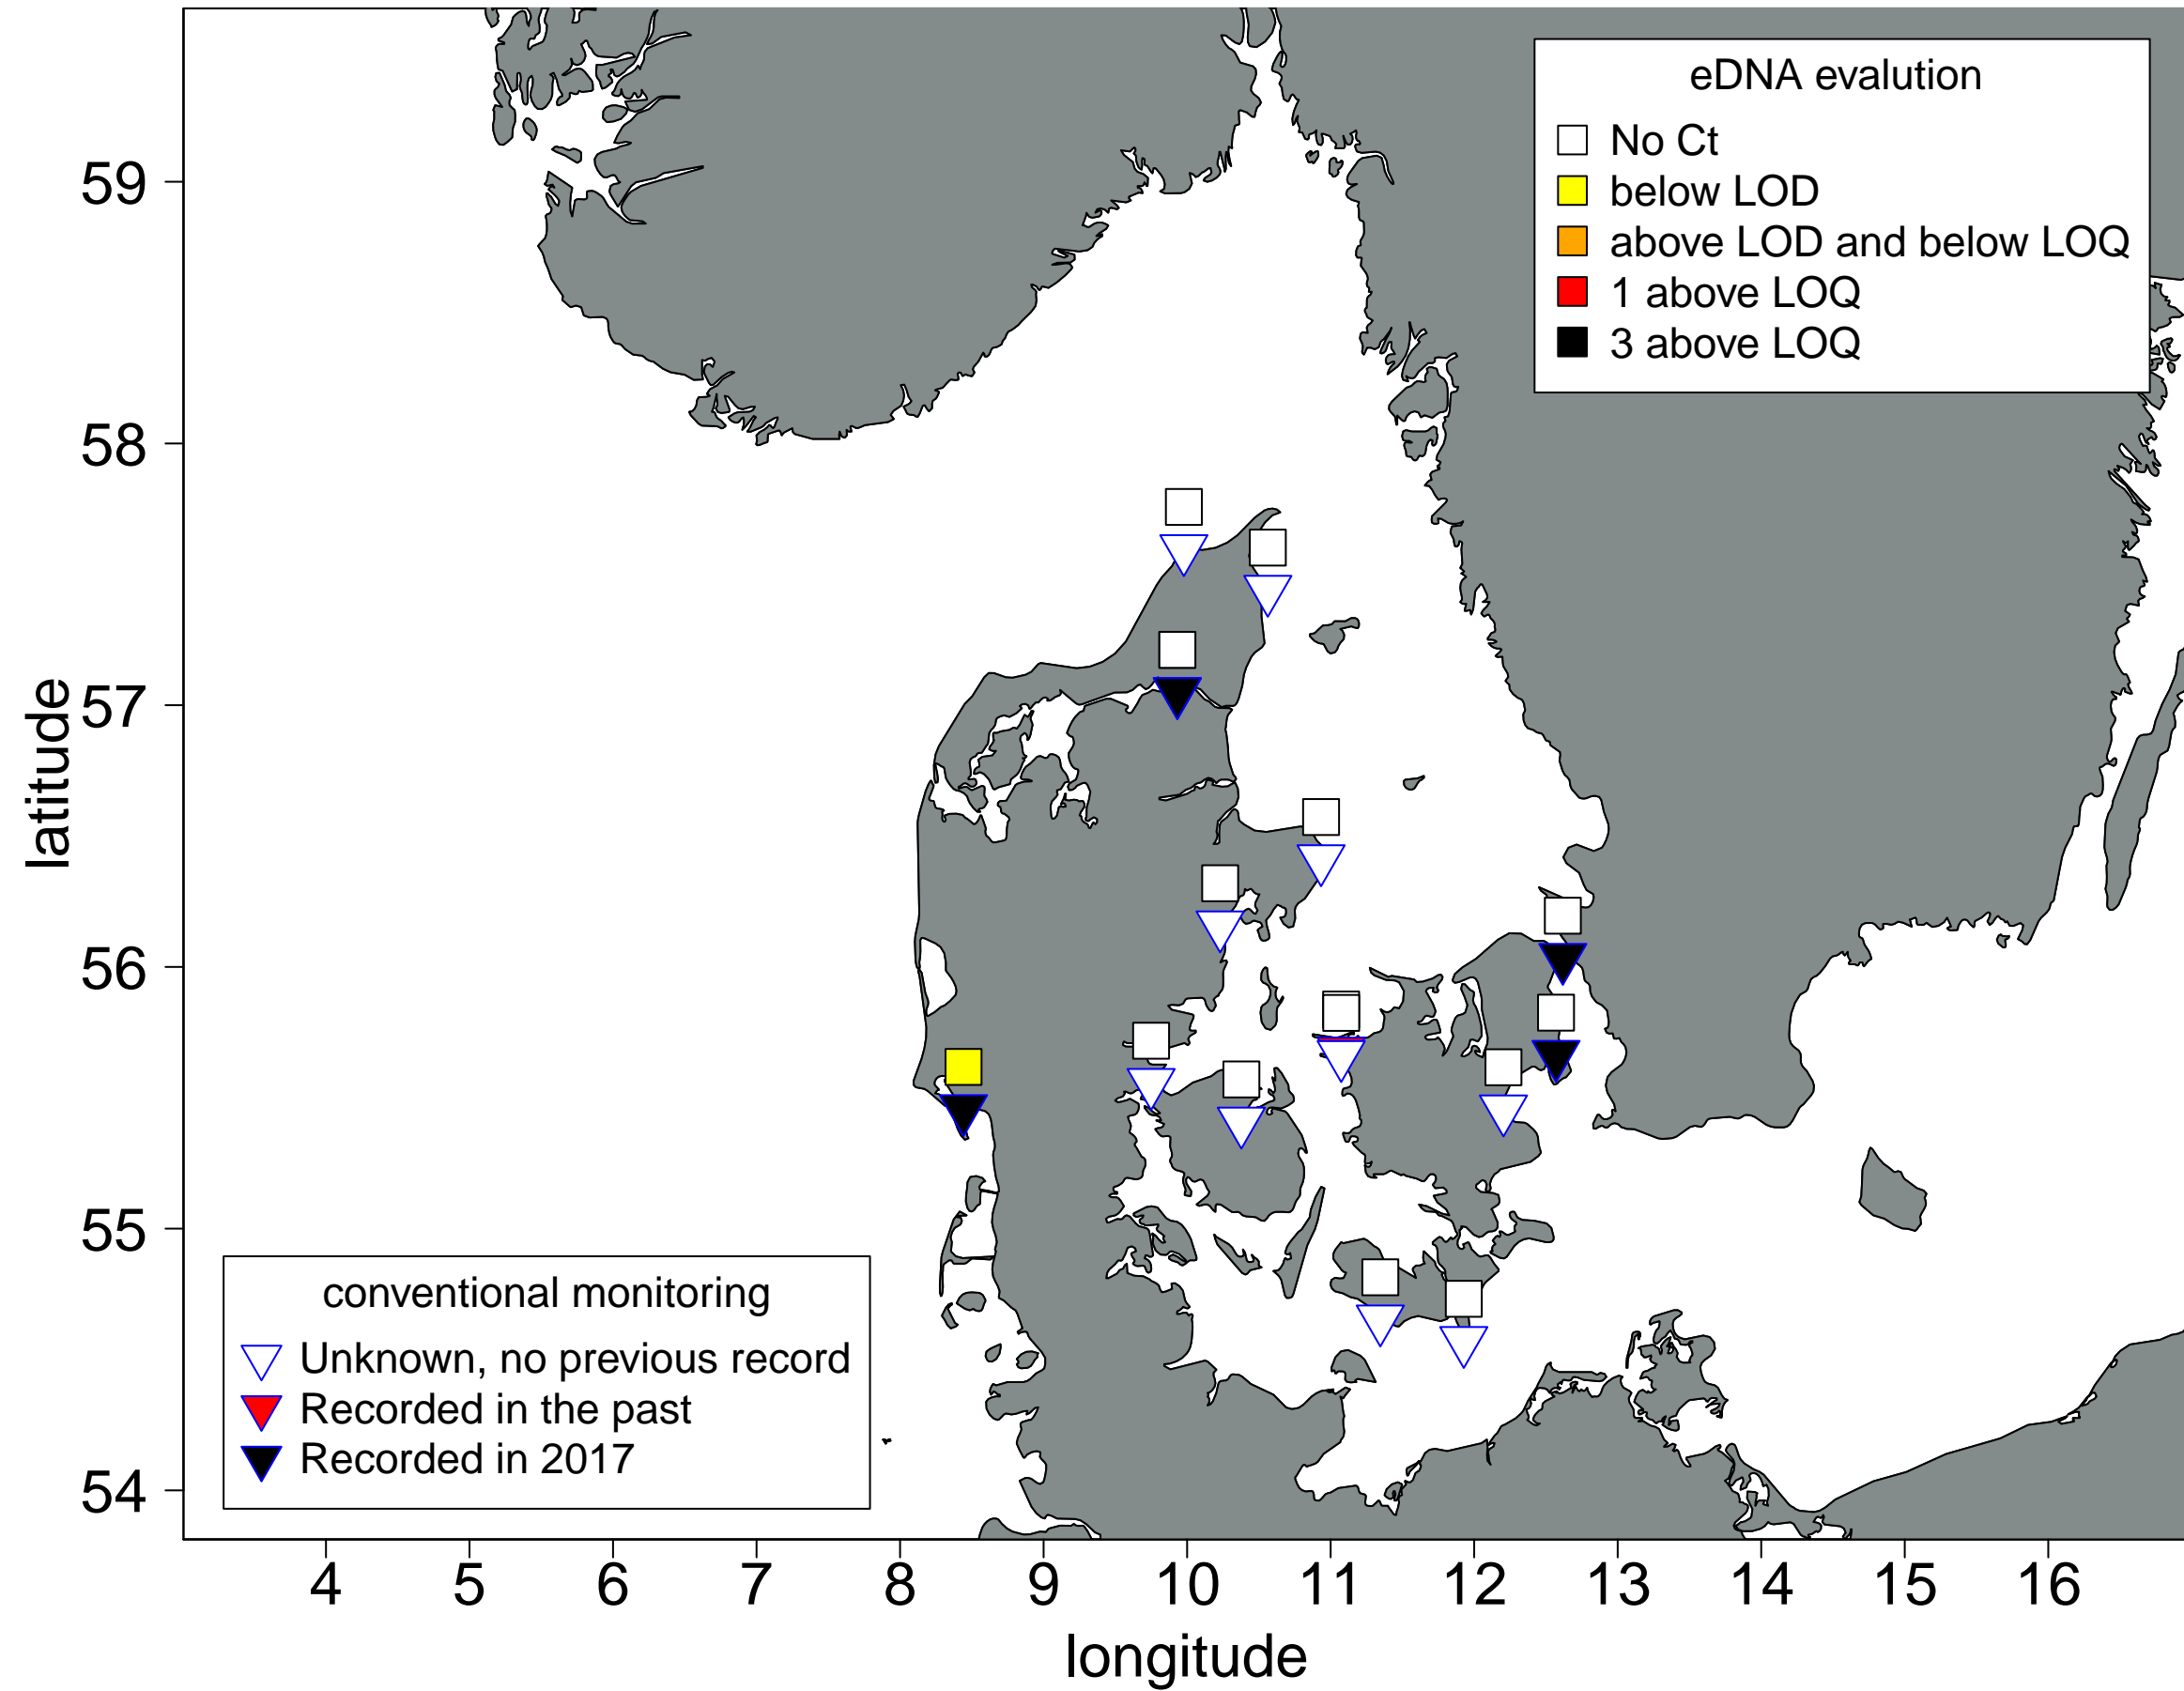 eDNA evalution
No Ct
below LOD
above LOD and below LOQ
1 above LOQ
3 above LOQ
59
58
57
56
55
54
latitude
conventional monitoring
Unknown, no previous record
Recorded in the past
Recorded in 2017
4 5 6 7 8 9 10 11 12 13 14 15 16
longitude